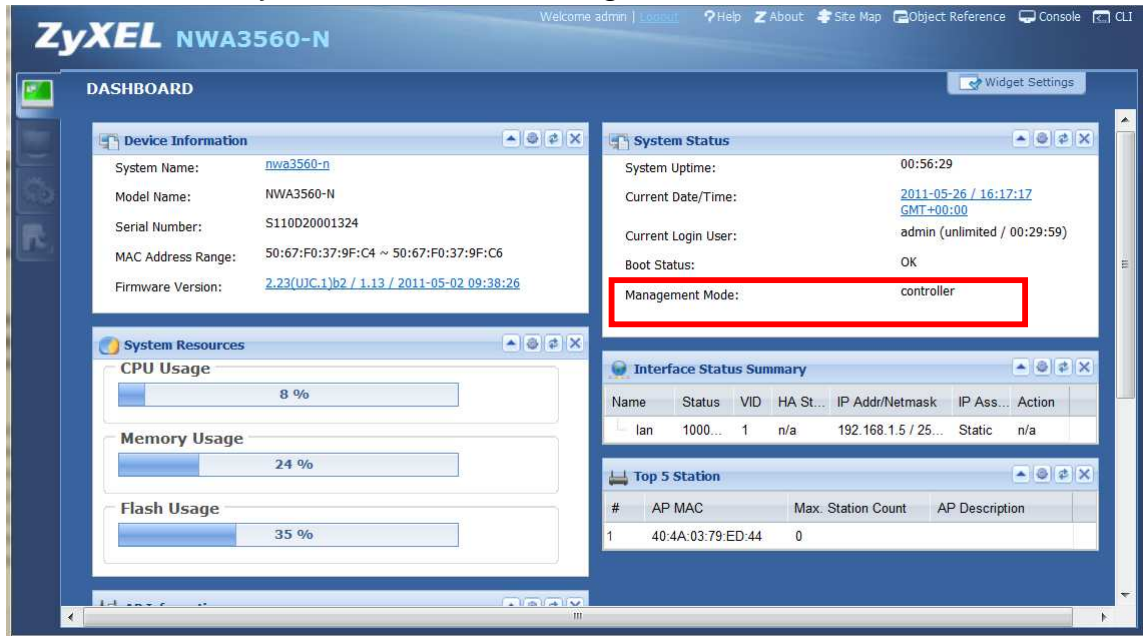 Welcome admin | Logout ?Help Z About Site Map Object Reference Console CLI
ZyXEL NWA3560-N
DASHBOARD
Widget Settings
Device Information
System Name: nwa3560-n
Model Name: NWA3560-N
Serial Number: S110D20001324
MAC Address Range: 50:67:F0:37:9F:C4 ~ 50:67:F0:37:9F:C6
Firmware Version: 2.23(UJC.1)b2 / 1.13 / 2011-05-02 09:38:26
System Status
System Uptime: 00:56:29
Current Date/Time: 2011-05-26 / 16:17:17
GMT+00:00
Current Login User: admin (unlimited / 00:29:59)
Boot Status: OK
Management Mode: controller
System Resources
CPU Usage
8 %
Memory Usage
24 %
Flash Usage
35 %
Interface Status Summary
Name Status VID HA St... IP Addr/Netmask IP Ass... Action
lan 1000... 1 n/a 192.168.1.5 / 25... Static n/a
Top 5 Station
# AP MAC Max. Station Count AP Description
1 40:4A:03:79:ED:44 0